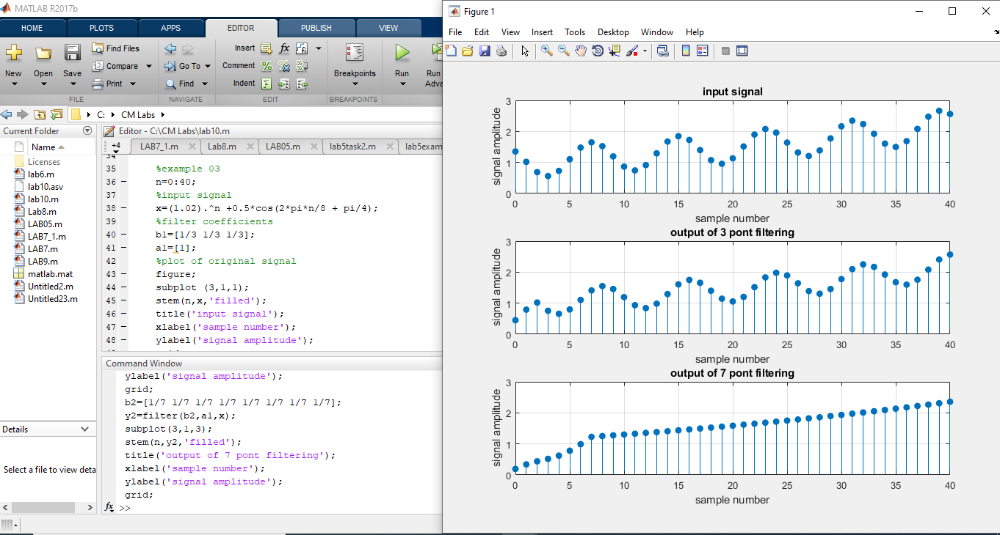 MATLAB R2017b
HOME PLOTS APPS EDITOR PUBLISH VIEW
New Open Save
Find Files
Compare
Print
Go To
Find
Insert fx
Comment
Indent
Breakpoints
Run
Run
Adva
FILE NAVIGATE EDIT BREAKPOINTS
C: CM Labs
Current Folder
Name
Licenses
lab6.m
lab10.asv
lab10.m
Lab8.m
LAB05.m
LAB7_1.m
LAB7.m
LAB9.m
matlab.mat
Untitled2.m
Untitled23.m
Details
Select a file to view deta
Editor - C:\CM Labs\lab10.m
+4 LAB7_1.m Lab8.m LAB05.m lab5task2.m lab5exam
34
35 %example 03
36 n=0:40;
37 %input signal
38 x=(1.02).^n +0.5*cos(2*pi*n/8 + pi/4);
39 %filter coefficients
40 b1=[1/3 1/3 1/3];
41 a1=[1];
42 %plot of original signal
43 figure;
44 subplot (3,1,1);
45 stem(n,x,'filled');
46 title('input signal');
47 xlabel('sample number');
48 ylabel('signal amplitude');
Command Window
ylabel('signal amplitude');
grid;
b2=[1/7 1/7 1/7 1/7 1/7 1/7 1/7 1/7];
y2=filter(b2,a1,x);
subplot(3,1,3);
stem(n,y2,'filled');
title('output of 7 pont filtering');
xlabel('sample number');
ylabel('signal amplitude');
grid;
fx >>
Figure 1
File Edit View Insert Tools Desktop Window Help
input signal
signal amplitude
3
2
1
0
0 5 10 15 20 25 30 35 40
sample number
output of 3 pont filtering
signal amplitude
3
2
1
0
0 5 10 15 20 25 30 35 40
sample number
output of 7 pont filtering
signal amplitude
3
2
1
0
0 5 10 15 20 25 30 35 40
sample number